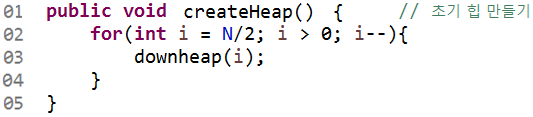 01 public void createHeap() { // 초기 힙 만들기
02 for(int i = N/2; i > 0; i--){
03 downheap(i);
04 }
05 }